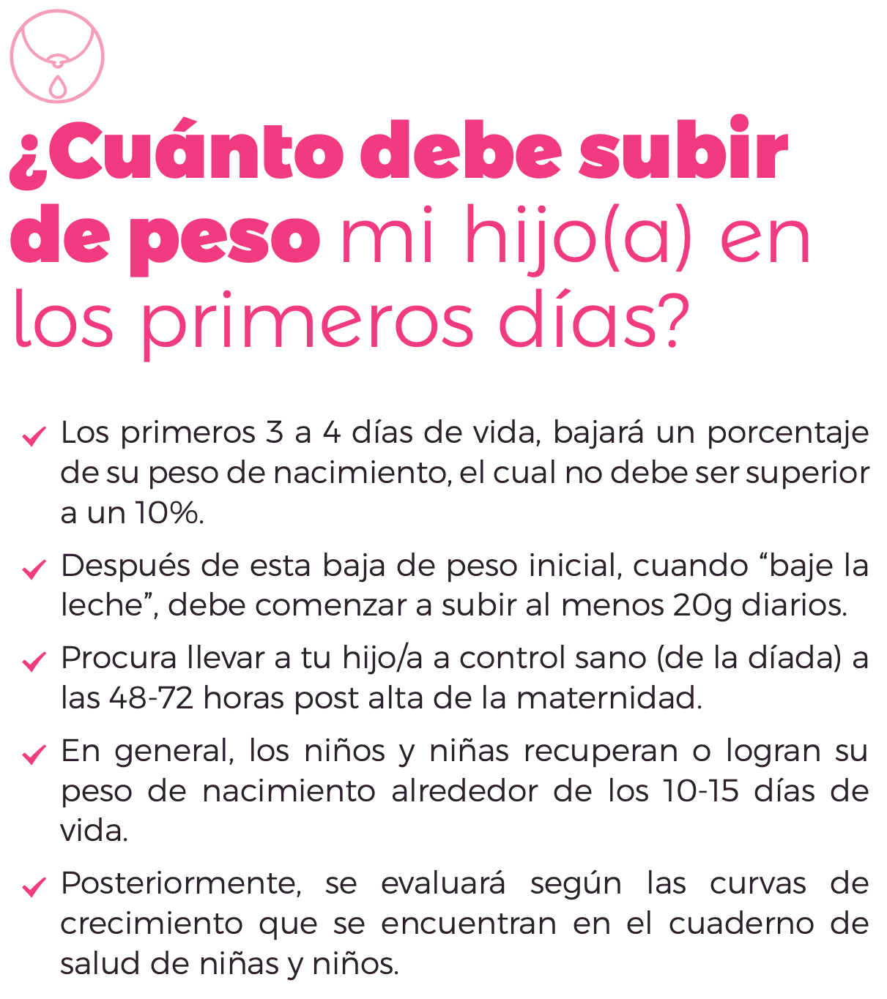 ¿Cuánto debe subir
de peso mi hijo(a) en
los primeros días?
Los primeros 3 a 4 días de vida, bajará un porcentaje
de su peso de nacimiento, el cual no debe ser superior
a un 10%.
Después de esta baja de peso inicial, cuando “baje la
leche”, debe comenzar a subir al menos 20g diarios.
Procura llevar a tu hijo/a a control sano (de la díada) a
las 48-72 horas post alta de la maternidad.
En general, los niños y niñas recuperan o logran su
peso de nacimiento alrededor de los 10-15 días de
vida.
Posteriormente, se evaluará según las curvas de
crecimiento que se encuentran en el cuaderno de
salud de niñas y niños.